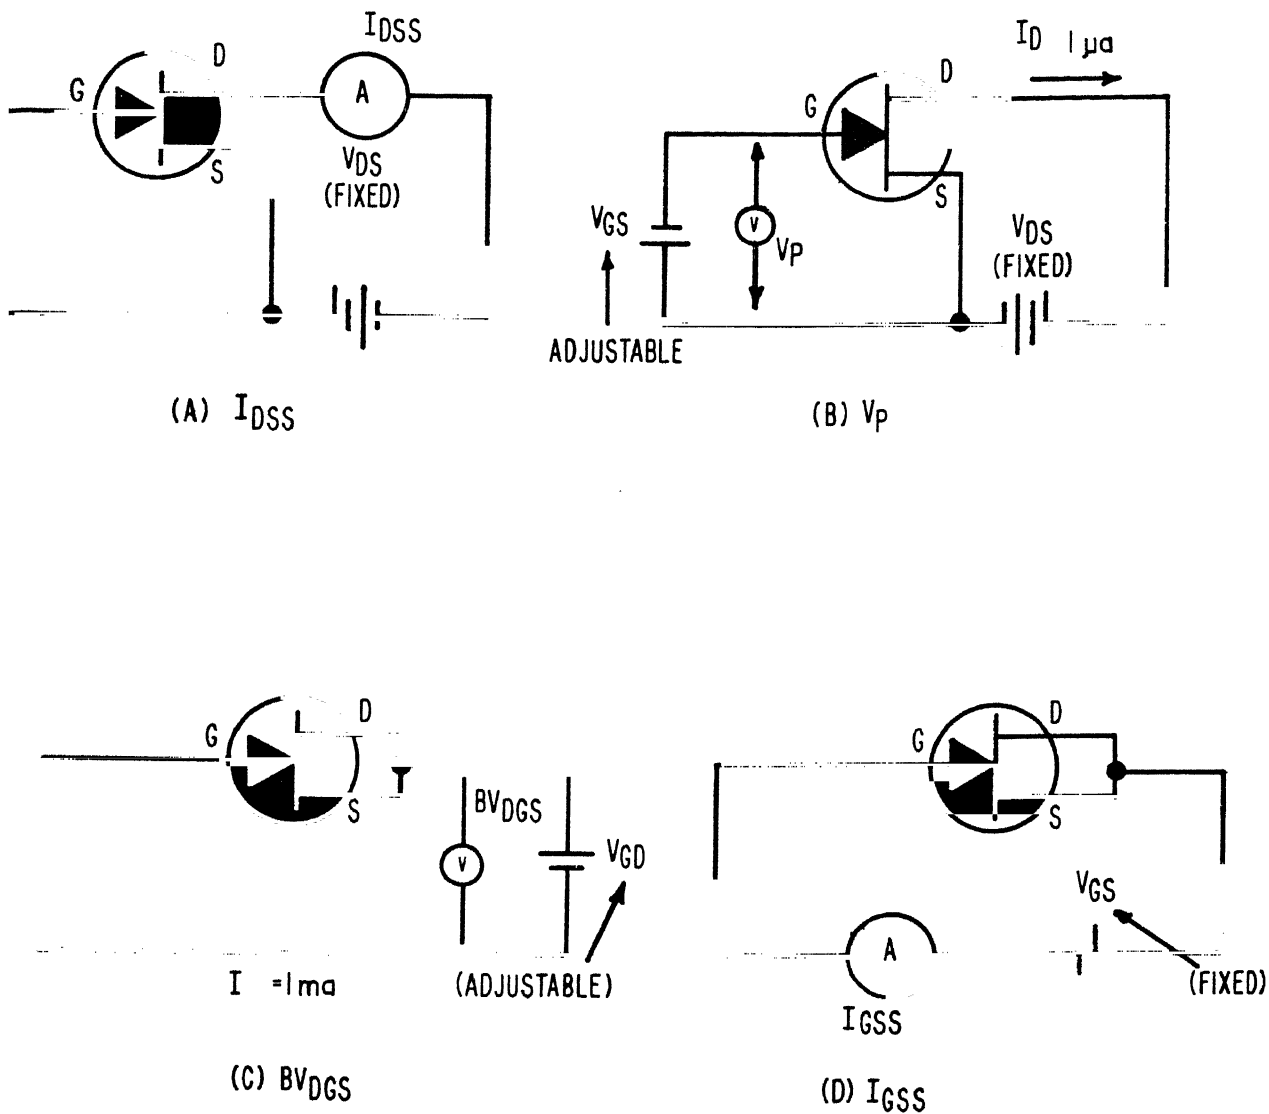 IDSS
D
G
A
S
VDS
(FIXED)
(A) IDSS
ID 1µa
D
G
S
VGS
V
VP
VDS
(FIXED)
ADJUSTABLE
(B) VP
D
G
S
BVDGS
V
VGD
(ADJUSTABLE)
I =1ma
(C) BVDGS
D
G
S
VGS
A
(FIXED)
IGSS
(D) IGSS